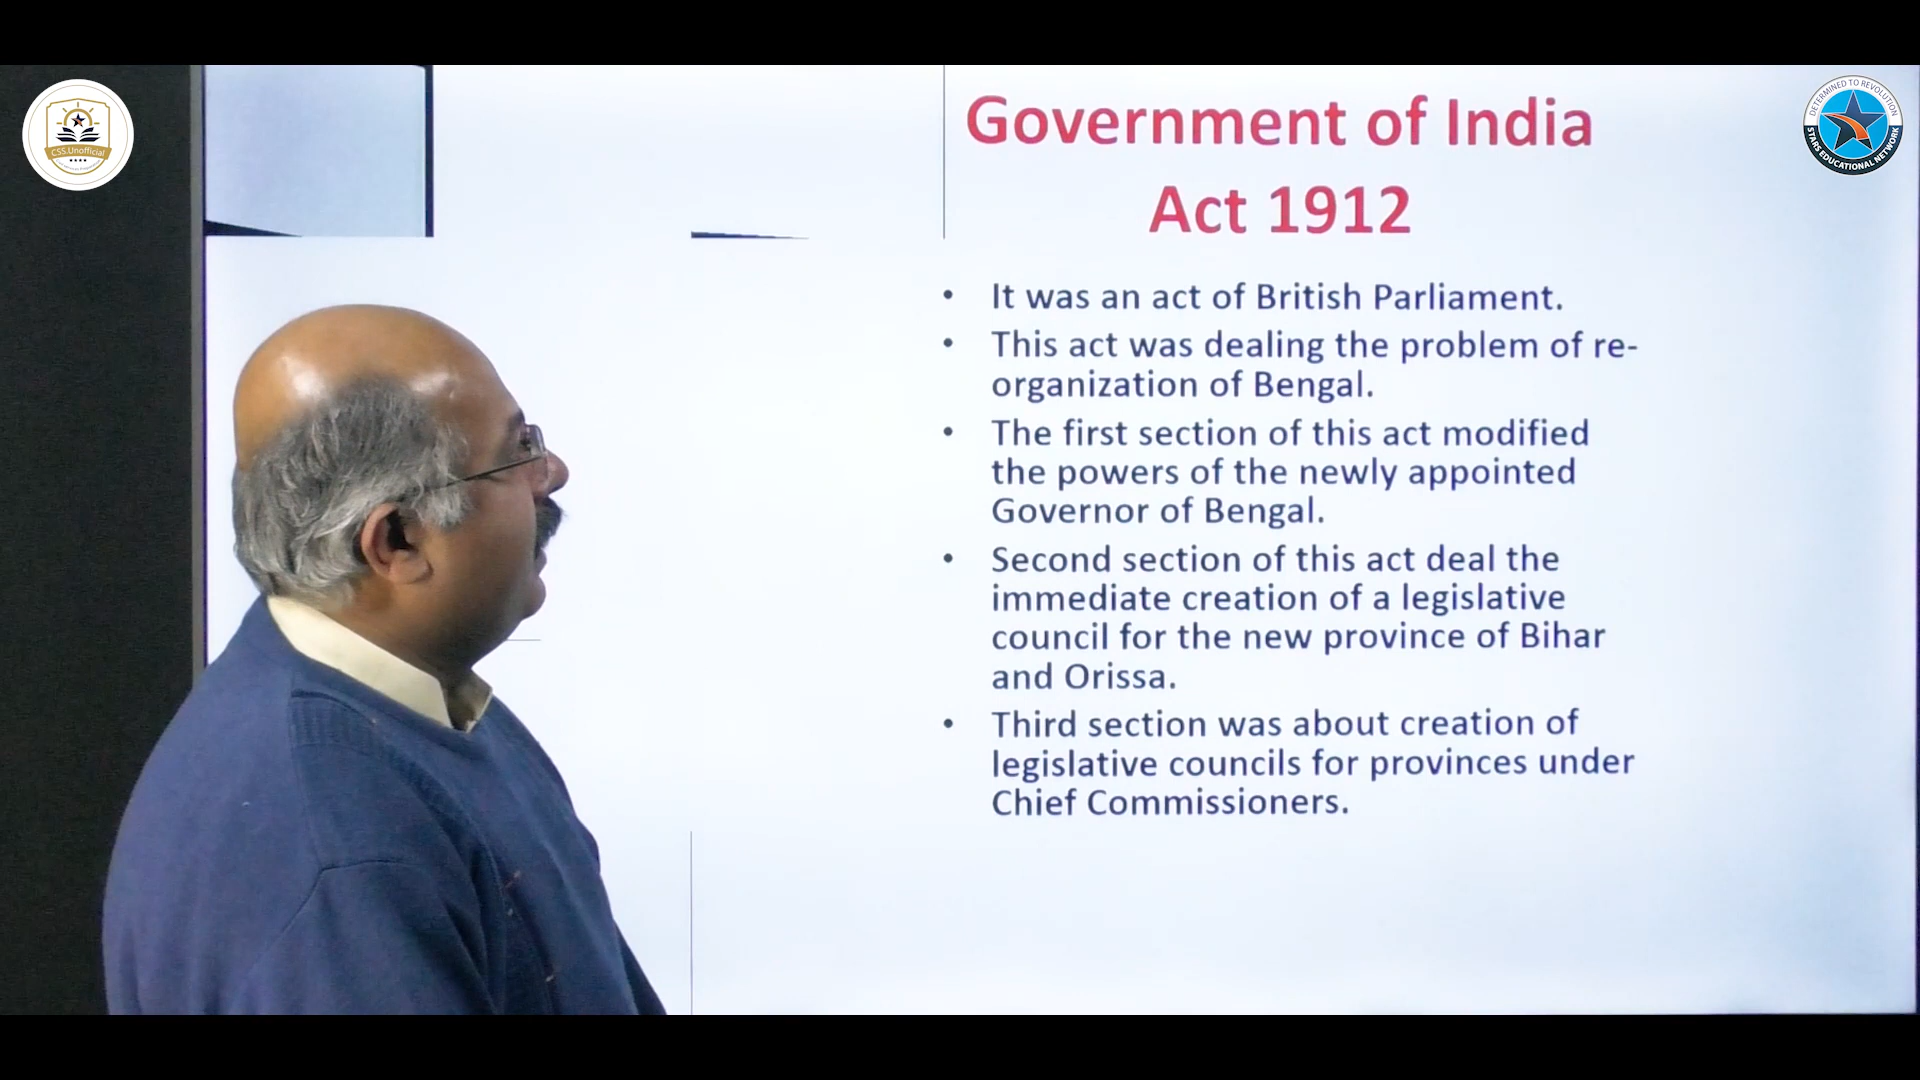 CSS.Unofficial
DETERMINED TO REVOLUTION
STARS EDUCATIONAL NETWORK
Government of India
Act 1912
• It was an act of British Parliament.
• This act was dealing the problem of re-
organization of Bengal.
• The first section of this act modified
the powers of the newly appointed
Governor of Bengal.
• Second section of this act deal the
immediate creation of a legislative
council for the new province of Bihar
and Orissa.
• Third section was about creation of
legislative councils for provinces under
Chief Commissioners.